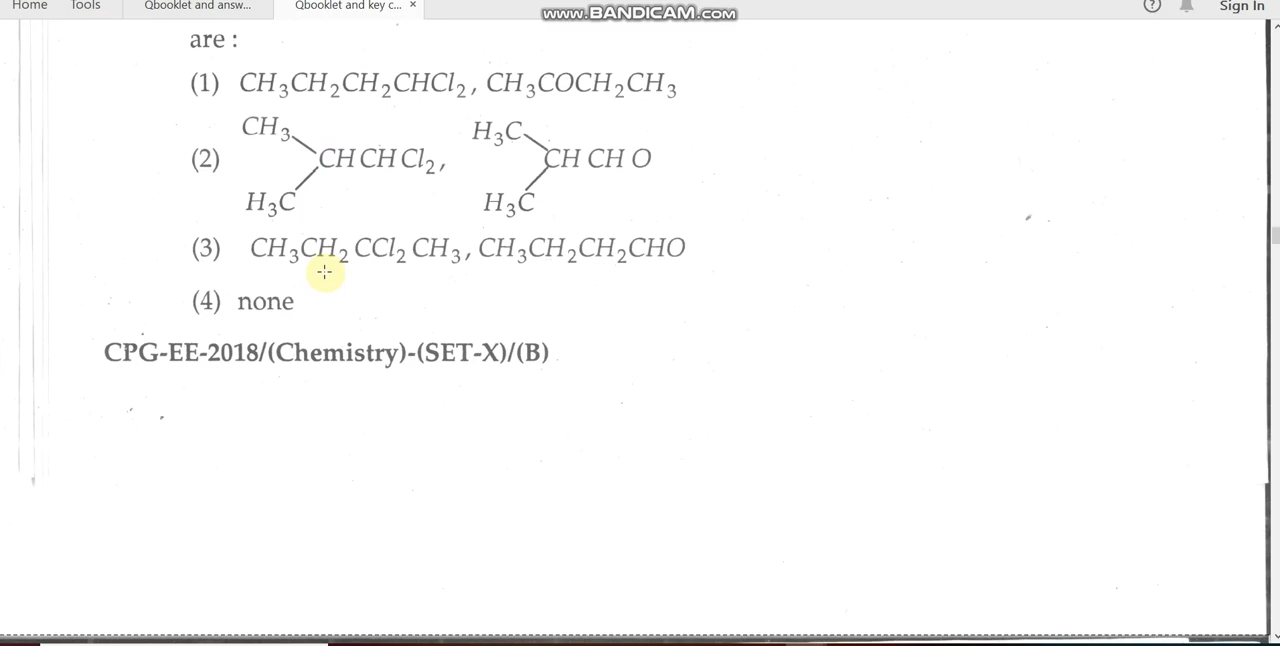 Home Tools Qbooklet and answ... Qbooklet and key c... × Sign In
www.BANDICAM.com
are :
(1) CH₃CH₂CH₂CHCl₂, CH₃COCH₂CH₃
CH₃ H₃C
(2) CHCHCl₂, CH CH O
H₃C H₃C
(3) CH₃CH₂ CCl₂ CH₃, CH₃CH₂CH₂CHO
(4) none
CPG-EE-2018/(Chemistry)-(SET-X)/(B)